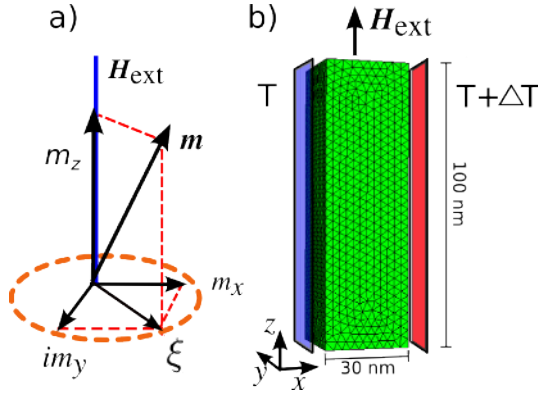 a)
H_ext
m_z
m
m_x
im_y
ξ
b)
H_ext
T
T+△T
100 nm
z
y
x
30 nm